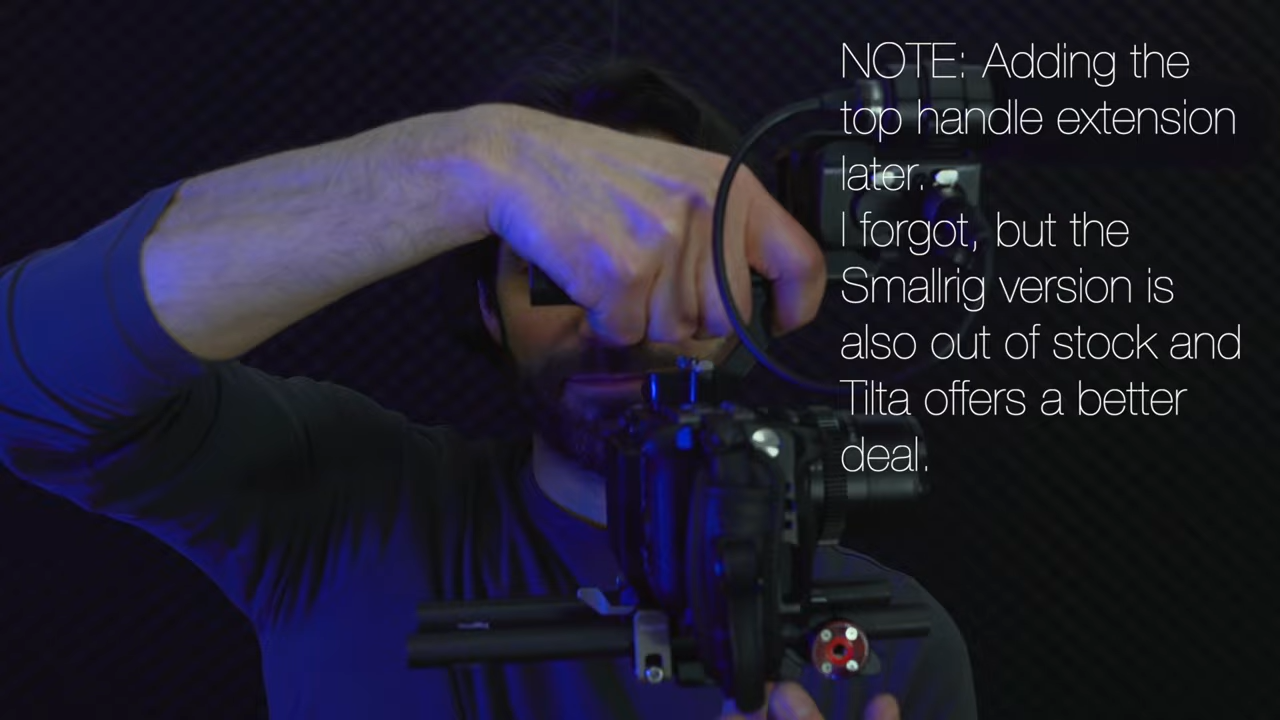 NOTE: Adding the
top handle extension
later.
I forgot, but the
Smallrig version is
also out of stock and
Tilta offers a better
deal.